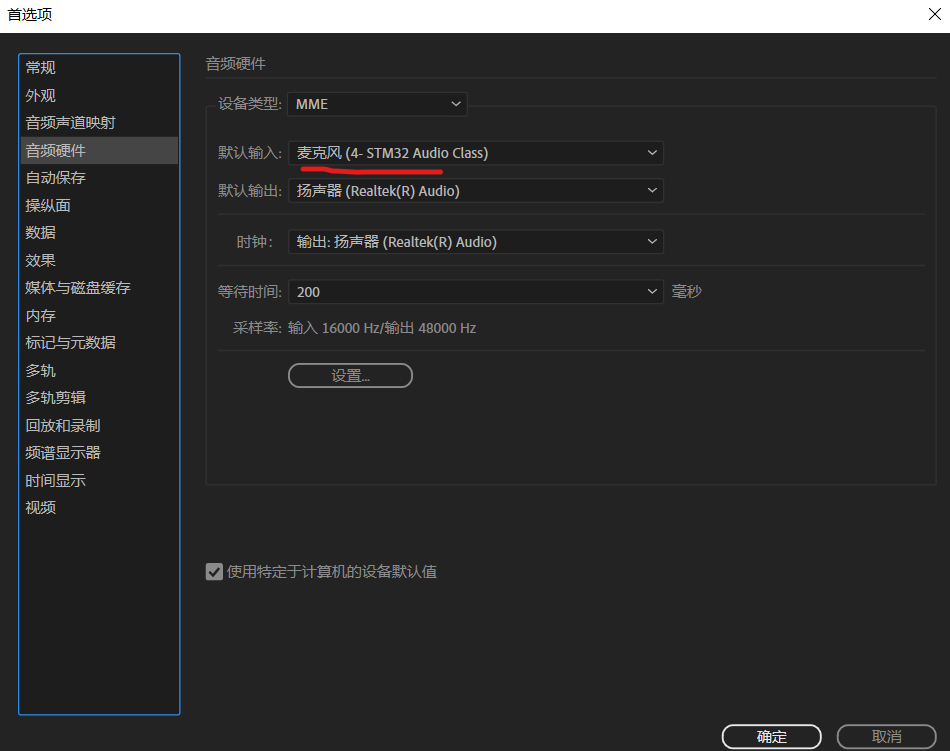 首选项
常规
外观
音频声道映射
音频硬件
自动保存
操纵面
数据
效果
媒体与磁盘缓存
内存
标记与元数据
多轨
多轨剪辑
回放和录制
频谱显示器
时间显示
视频
音频硬件
设备类型: MME
默认输入: 麦克风 (4- STM32 Audio Class)
默认输出: 扬声器 (Realtek(R) Audio)
时钟: 输出: 扬声器 (Realtek(R) Audio)
等待时间: 200 毫秒
采样率: 输入 16000 Hz/输出 48000 Hz
设置...
使用特定于计算机的设备默认值
确定 取消